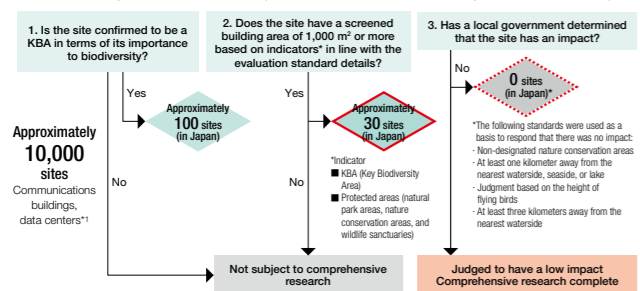 1. Is the site confirmed to be a
KBA in terms of its importance
to biodiversity?
2. Does the site have a screened
building area of 1,000 m² or more
based on indicators* in line with the
evaluation standard details?
3. Has a local government determined
that the site has an impact?
Approximately
10,000
sites
Communications
buildings,
data centers*1
Yes
Approximately
100 sites
(in Japan)
No
Yes
Approximately
30 sites
(in Japan)
*Indicator
■ KBA (Key Biodiversity
Area)
■ Protected areas (natural
park areas, nature
conservation areas, and
wildlife sanctuaries)
No
No
0 sites
(in Japan)*
*The following standards were used as a
basis to respond that there was no impact:
- Non-designated nature conservation areas
- At least one kilometer away from the
nearest waterside, seaside, or lake
- Judgment based on the height of
flying birds
- At least three kilometers away from the
nearest waterside
Not subject to comprehensive
research
Judged to have a low impact
Comprehensive research complete